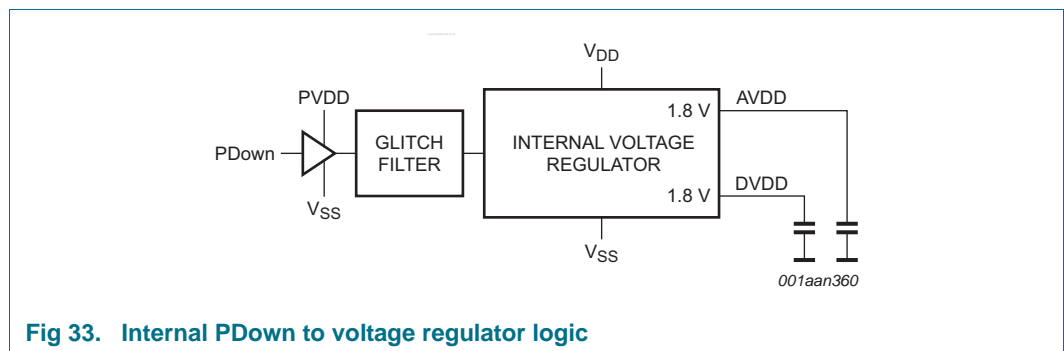 VDD
PVDD
1.8 V
AVDD
PDown
GLITCH
FILTER
INTERNAL VOLTAGE
REGULATOR
1.8 V
DVDD
VSS
VSS
001aan360
Fig 33. Internal PDown to voltage regulator logic